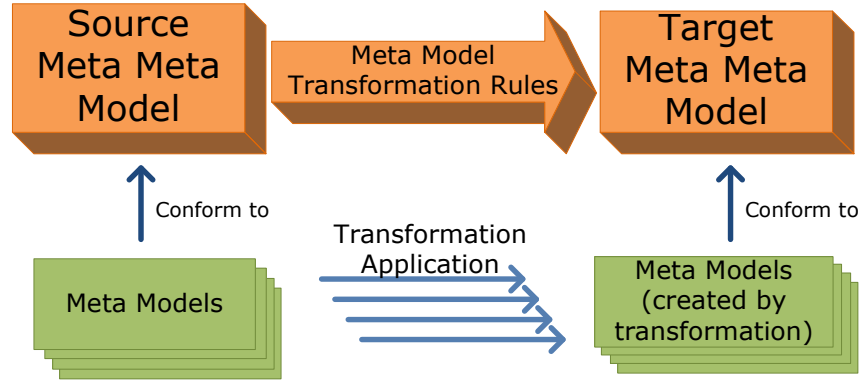 Source
Meta Meta
Model
Meta Model
Transformation Rules
Target
Meta Meta
Model
Conform to
Conform to
Transformation
Application
Meta Models
Meta Models
(created by
transformation)